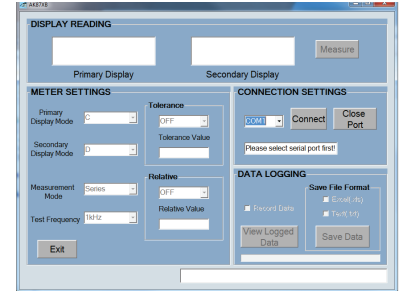 AK878B
DISPLAY READING
Measure
Primary Display
Secondary Display
METER SETTINGS
Primary Display Mode
C
Secondary Display Mode
D
Measurement Mode
Series
Test Frequency
1kHz
Exit
Tolerance
OFF
Tolerance Value
Relative
OFF
Relative Value
CONNECTION SETTINGS
COM1
Connect
Close Port
Please select serial port first!
DATA LOGGING
Save File Format
Record Data
Excel(.xls)
Text(.txt)
View Logged Data
Save Data